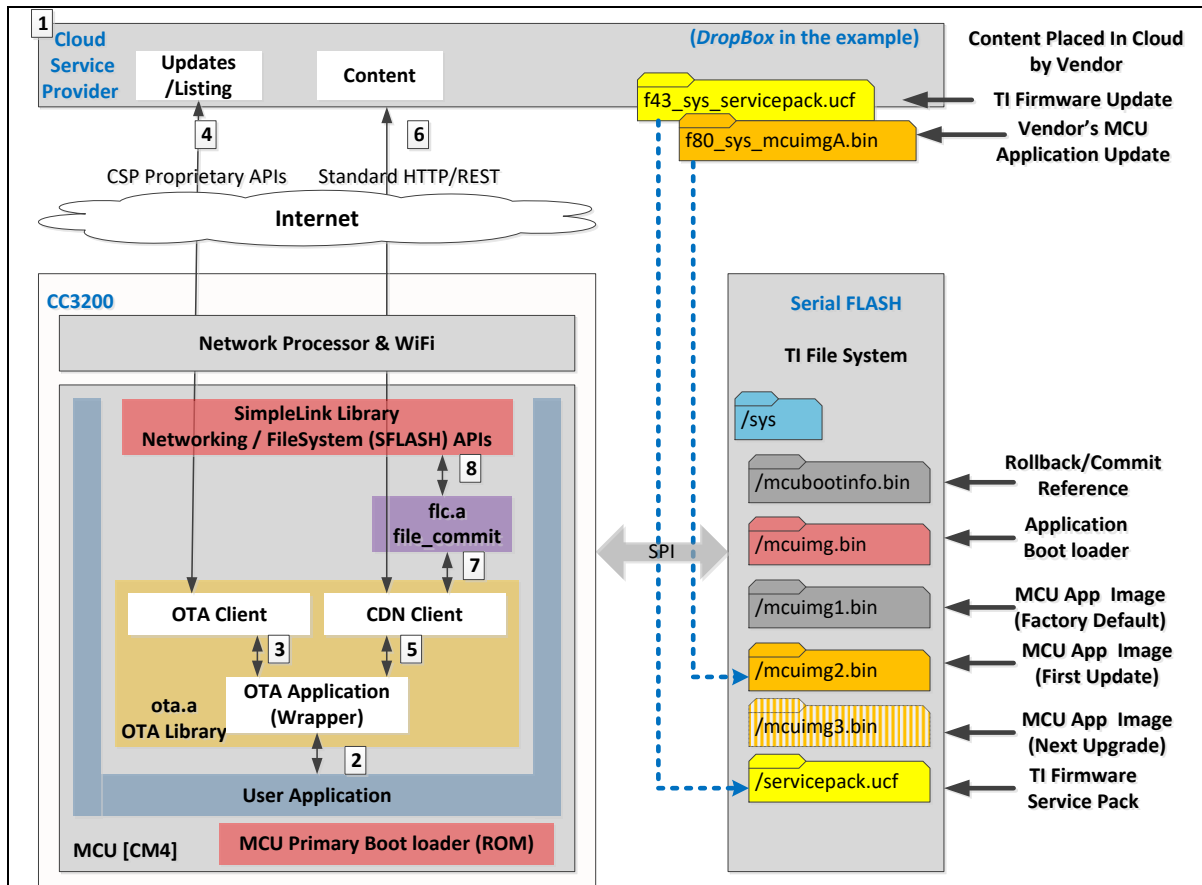 1
Cloud
Service
Provider
Updates
/Listing
Content
(DropBox in the example)
f43_sys_servicepack.ucf
f80_sys_mcuimgA.bin
Content Placed In Cloud
by Vendor
TI Firmware Update
Vendor's MCU
Application Update
4
6
CSP Proprietary APIs
Standard HTTP/REST
Internet
CC3200
Network Processor & WiFi
SimpleLink Library
Networking / FileSystem (SFLASH) APIs
8
flc.a
file_commit
7
OTA Client
CDN Client
3
5
OTA Application
(Wrapper)
ota.a
OTA Library
2
User Application
MCU Primary Boot loader (ROM)
MCU [CM4]
SPI
Serial FLASH
TI File System
/sys
/mcubootinfo.bin
Rollback/Commit
Reference
/mcuimg.bin
Application
Boot loader
/mcuimg1.bin
MCU App Image
(Factory Default)
/mcuimg2.bin
MCU App Image
(First Update)
/mcuimg3.bin
MCU App Image
(Next Upgrade)
/servicepack.ucf
TI Firmware
Service Pack